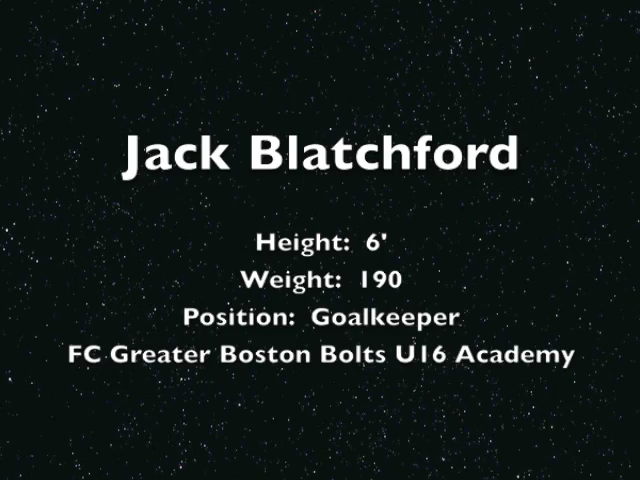 Jack Blatchford
Height: 6'
Weight: 190
Position: Goalkeeper
FC Greater Boston Bolts U16 Academy